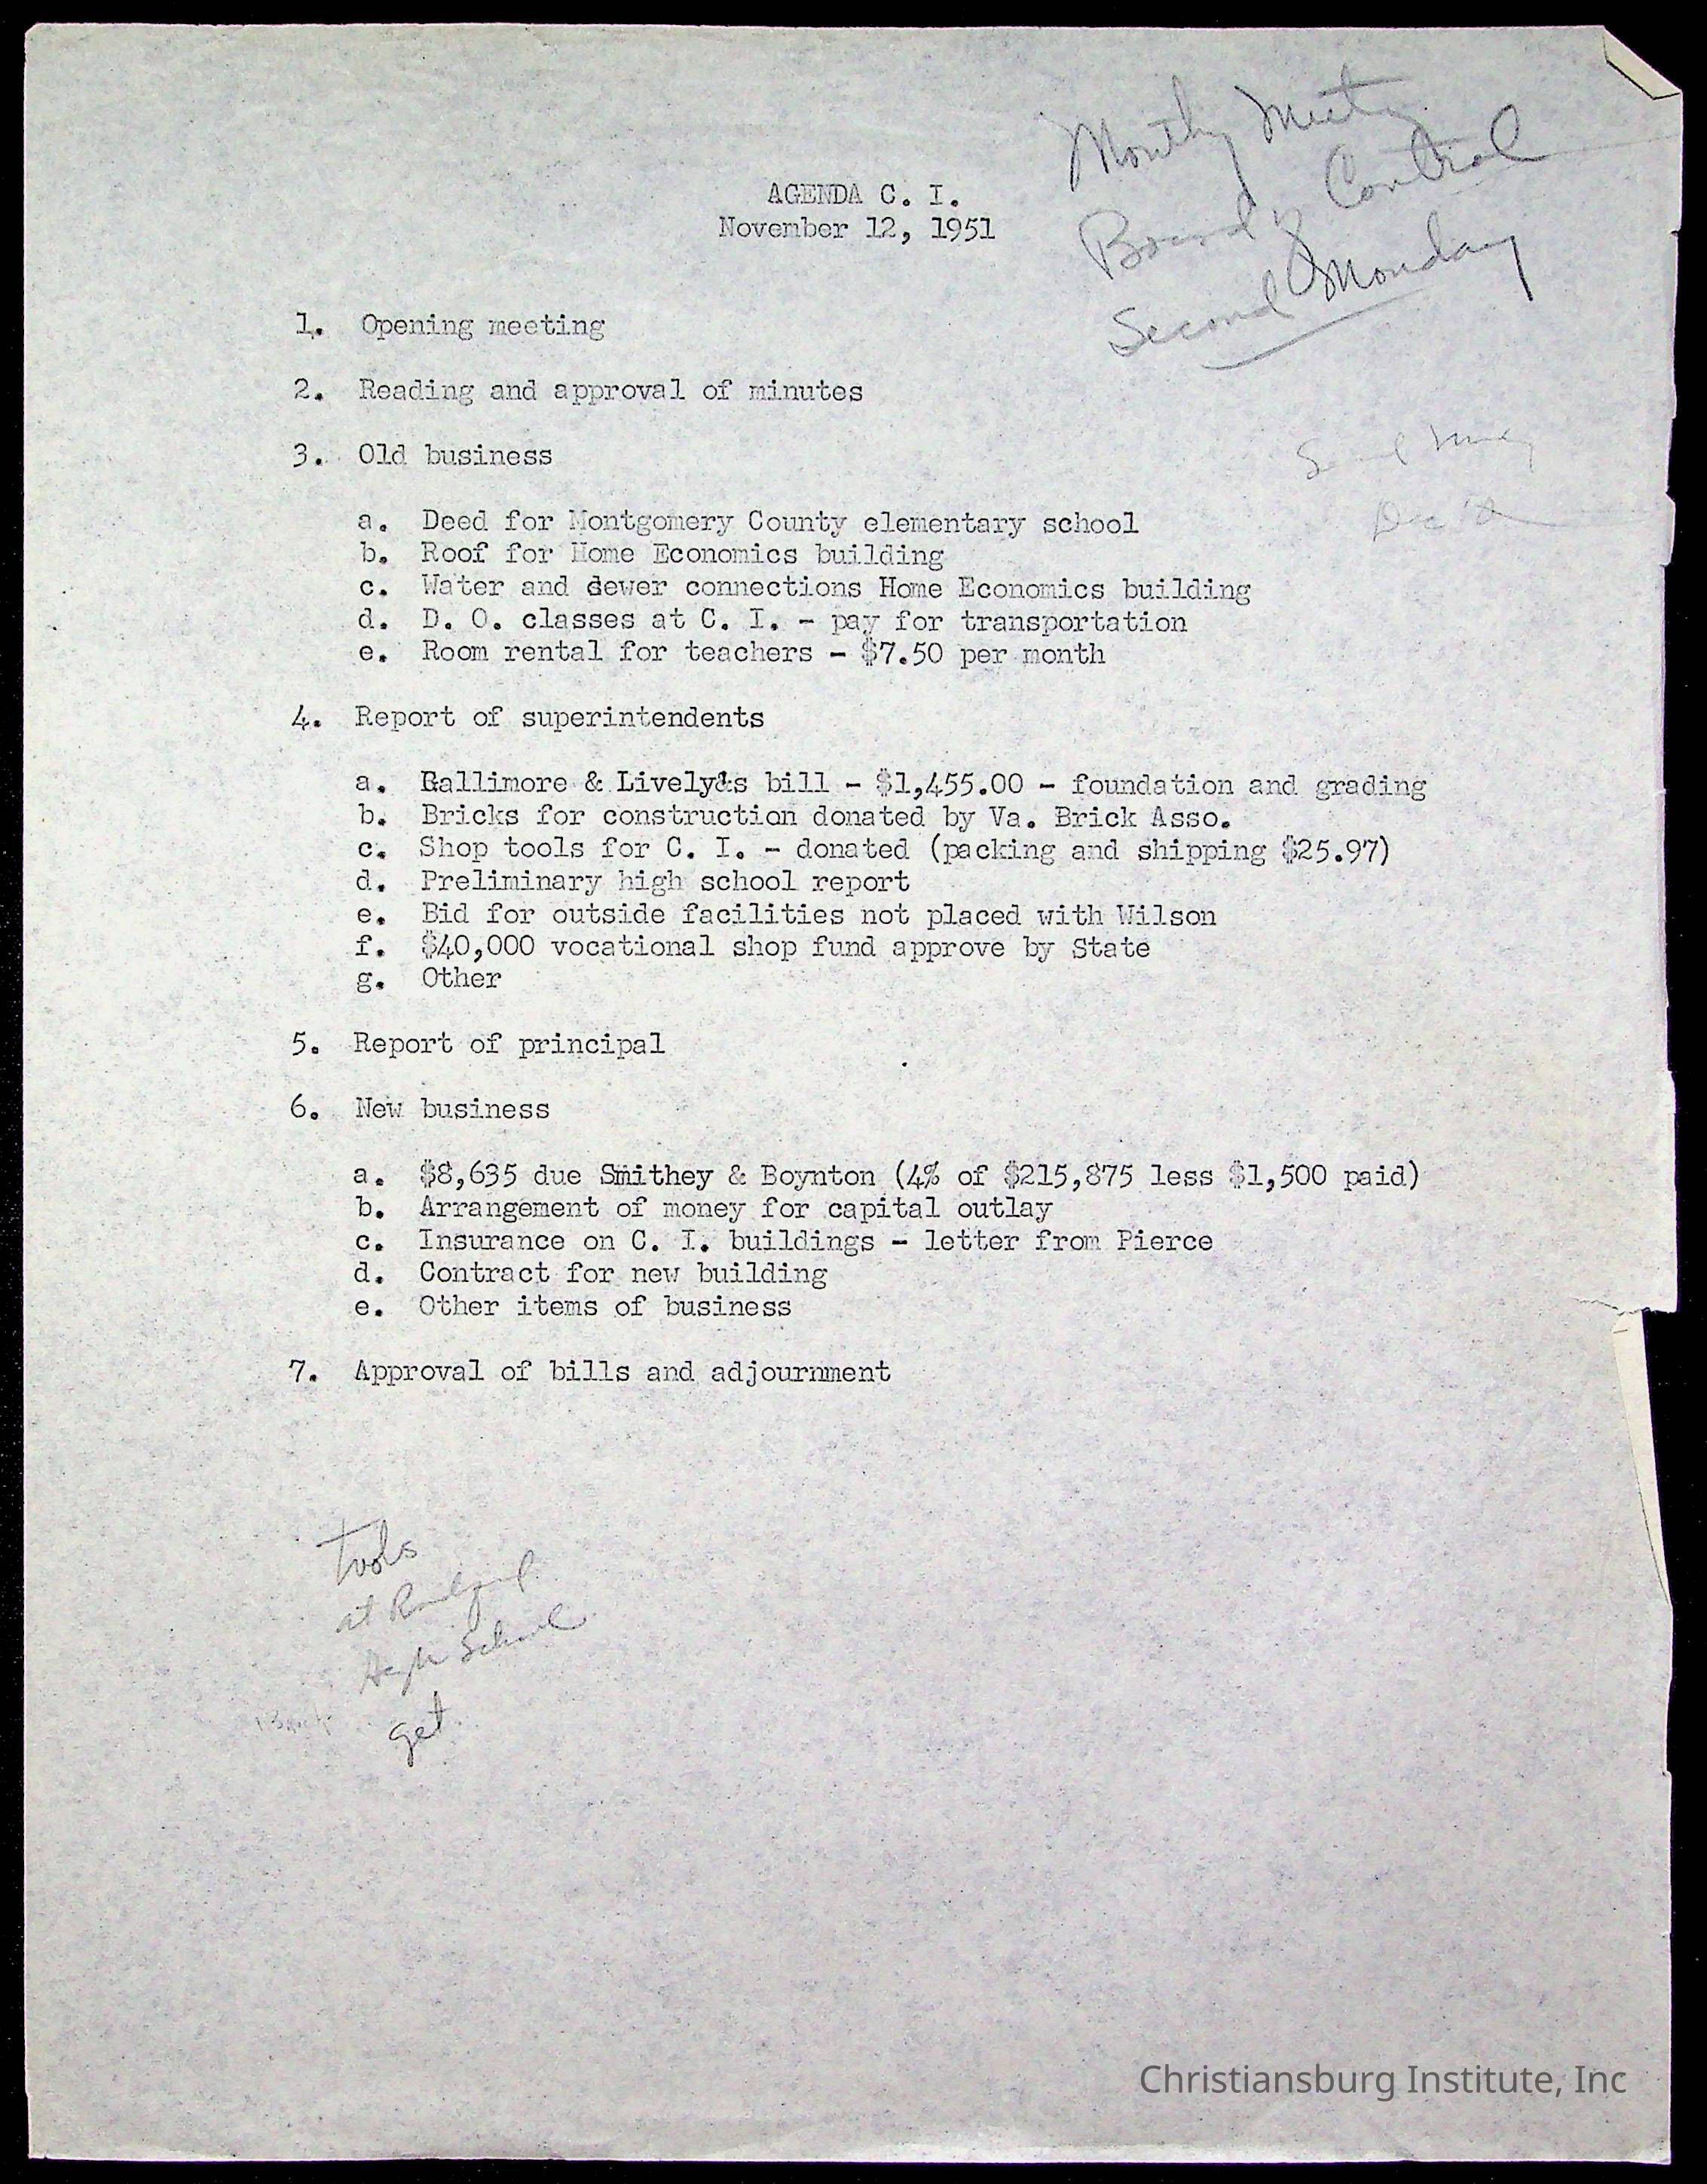 Monthly Meetg
Board of Control
Second Monday
AGENDA C. I.
November 12, 1951
1. Opening meeting
2. Reading and approval of minutes
3. Old business
a. Deed for Montgomery County elementary school
b. Roof for Home Economics building
c. Water and sewer connections Home Economics building
d. D. O. classes at C. I. - pay for transportation
e. Room rental for teachers - $7.50 per month
4. Report of superintendents
a. Gallimore & Lively's bill - $1,455.00 - foundation and grading
b. Bricks for construction donated by Va. Brick Asso.
c. Shop tools for C. I. - donated (packing and shipping $25.97)
d. Preliminary high school report
e. Bid for outside facilities not placed with Wilson
f. $40,000 vocational shop fund approve by State
g. Other
5. Report of principal
6. New business
a. $8,635 due Smithey & Boynton (4% of $215,875 less $1,500 paid)
b. Arrangement of money for capital outlay
c. Insurance on C. I. buildings - letter from Pierce
d. Contract for new building
e. Other items of business
7. Approval of bills and adjournment
tools
at
High School
get
Christiansburg Institute, Inc